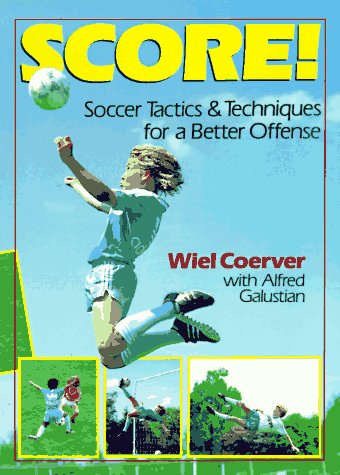 SCORE!
Soccer Tactics & Techniques
for a Better Offense
Wiel Coerver
with Alfred
Galustian